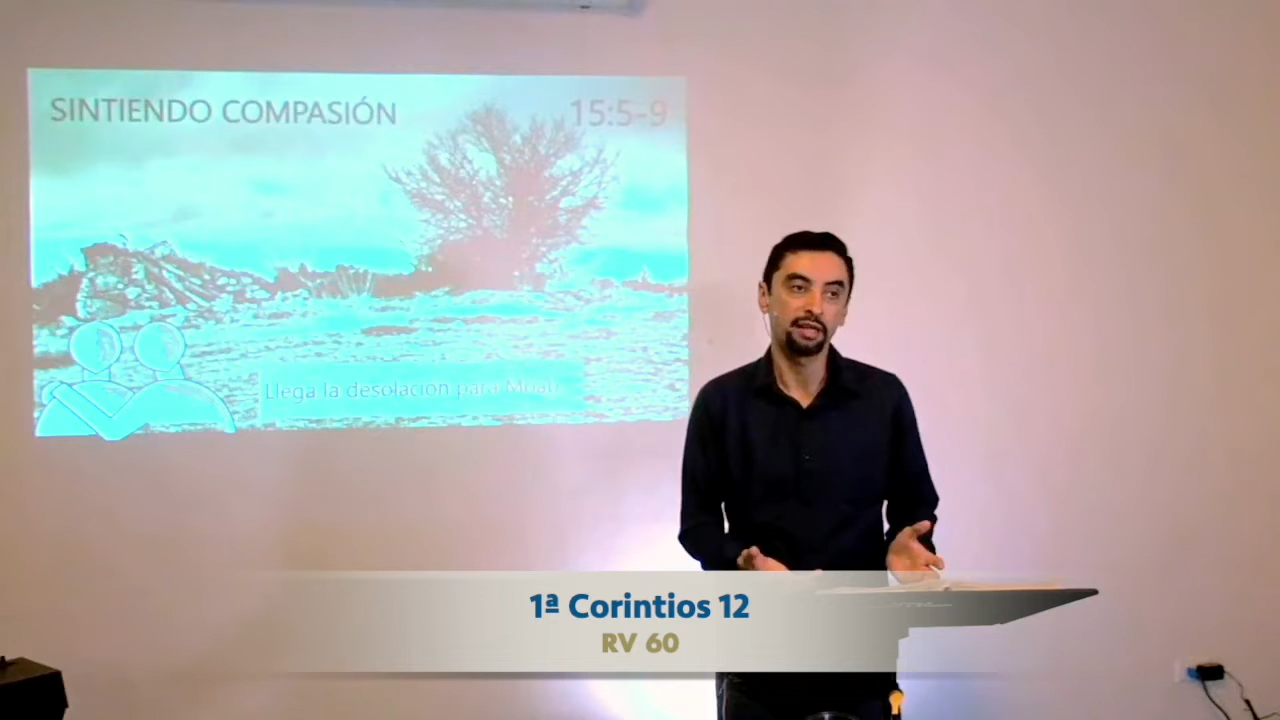 SINTIENDO COMPASIÓN
15:5-9
Llega la desolación para Moab
1ª Corintios 12
RV 60